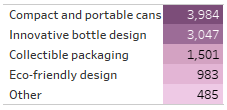 Compact and portable cans 3,984
Innovative bottle design 3,047
Collectible packaging 1,501
Eco-friendly design 983
Other 485